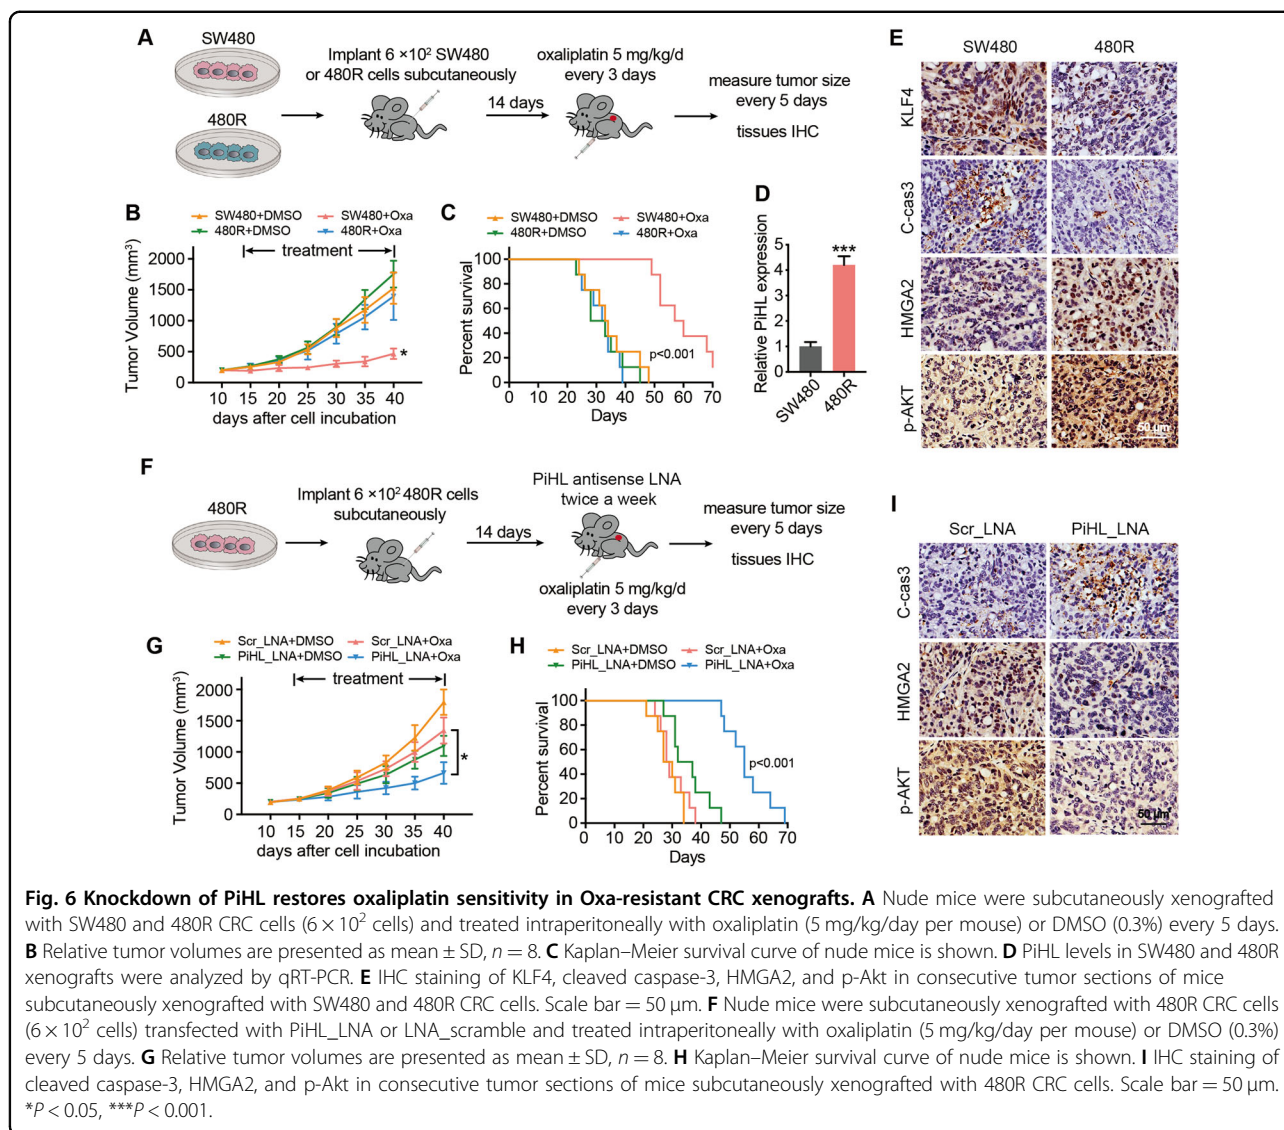 A
SW480
480R
Implant 6 ×10² SW480
or 480R cells subcutaneously
14 days
oxaliplatin 5 mg/kg/d
every 3 days
measure tumor size
every 5 days
tissues IHC
B
SW480+DMSO
SW480+Oxa
480R+DMSO
480R+Oxa
treatment
Tumor Volume (mm³)
2000
1500
1000
500
0
*
10 15 20 25 30 35 40
days after cell incubation
C
SW480+DMSO
SW480+Oxa
480R+DMSO
480R+Oxa
Percent survival
100
80
60
40
20
0
p<0.001
0 10 20 30 40 50 60 70
Days
D
Relative PiHL expression
5
4
3
2
1
0
***
SW480
480R
E
SW480
480R
KLF4
C-cas3
HMGA2
p-AKT
50 µm
F
480R
Implant 6 ×10² 480R cells
subcutaneously
14 days
PiHL antisense LNA
twice a week
oxaliplatin 5 mg/kg/d
every 3 days
measure tumor size
every 5 days
tissues IHC
G
Scr_LNA+DMSO
Scr_LNA+Oxa
PiHL_LNA+DMSO
PiHL_LNA+Oxa
treatment
Tumor Volume (mm³)
2000
1500
1000
500
0
*
10 15 20 25 30 35 40
days after cell incubation
H
Scr_LNA+DMSO
Scr_LNA+Oxa
PiHL_LNA+DMSO
PiHL_LNA+Oxa
Percent survival
100
80
60
40
20
0
p<0.001
0 10 20 30 40 50 60 70
Days
I
Scr_LNA
PiHL_LNA
C-cas3
HMGA2
p-AKT
50 µm
Fig. 6 Knockdown of PiHL restores oxaliplatin sensitivity in Oxa-resistant CRC xenografts. A Nude mice were subcutaneously xenografted
with SW480 and 480R CRC cells (6 × 10² cells) and treated intraperitoneally with oxaliplatin (5 mg/kg/day per mouse) or DMSO (0.3%) every 5 days.
B Relative tumor volumes are presented as mean ± SD, n = 8. C Kaplan–Meier survival curve of nude mice is shown. D PiHL levels in SW480 and 480R
xenografts were analyzed by qRT-PCR. E IHC staining of KLF4, cleaved caspase-3, HMGA2, and p-Akt in consecutive tumor sections of mice
subcutaneously xenografted with SW480 and 480R CRC cells. Scale bar = 50 µm. F Nude mice were subcutaneously xenografted with 480R CRC cells
(6 × 10² cells) transfected with PiHL_LNA or LNA_scramble and treated intraperitoneally with oxaliplatin (5 mg/kg/day per mouse) or DMSO (0.3%)
every 5 days. G Relative tumor volumes are presented as mean ± SD, n = 8. H Kaplan–Meier survival curve of nude mice is shown. I IHC staining of
cleaved caspase-3, HMGA2, and p-Akt in consecutive tumor sections of mice subcutaneously xenografted with 480R CRC cells. Scale bar = 50 µm.
*P < 0.05, ***P < 0.001.